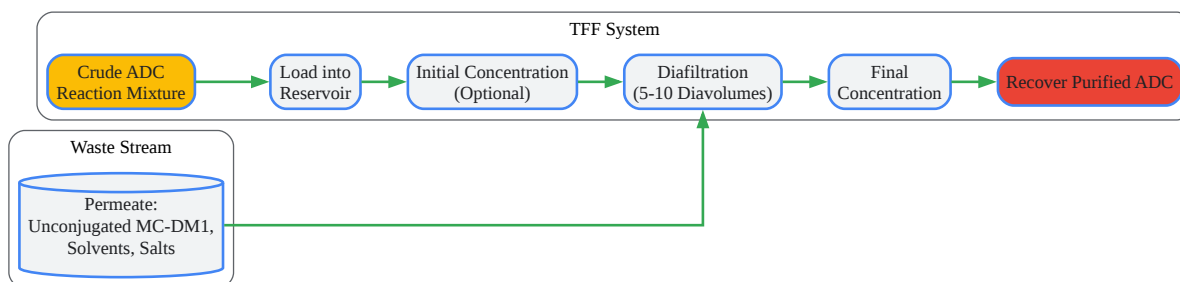 TFF System
Crude ADC
Reaction Mixture
Load into
Reservoir
Initial Concentration
(Optional)
Diafiltration
(5-10 Diavolumes)
Final
Concentration
Recover Purified ADC
Waste Stream
Permeate:
Unconjugated MC-DM1,
Solvents, Salts